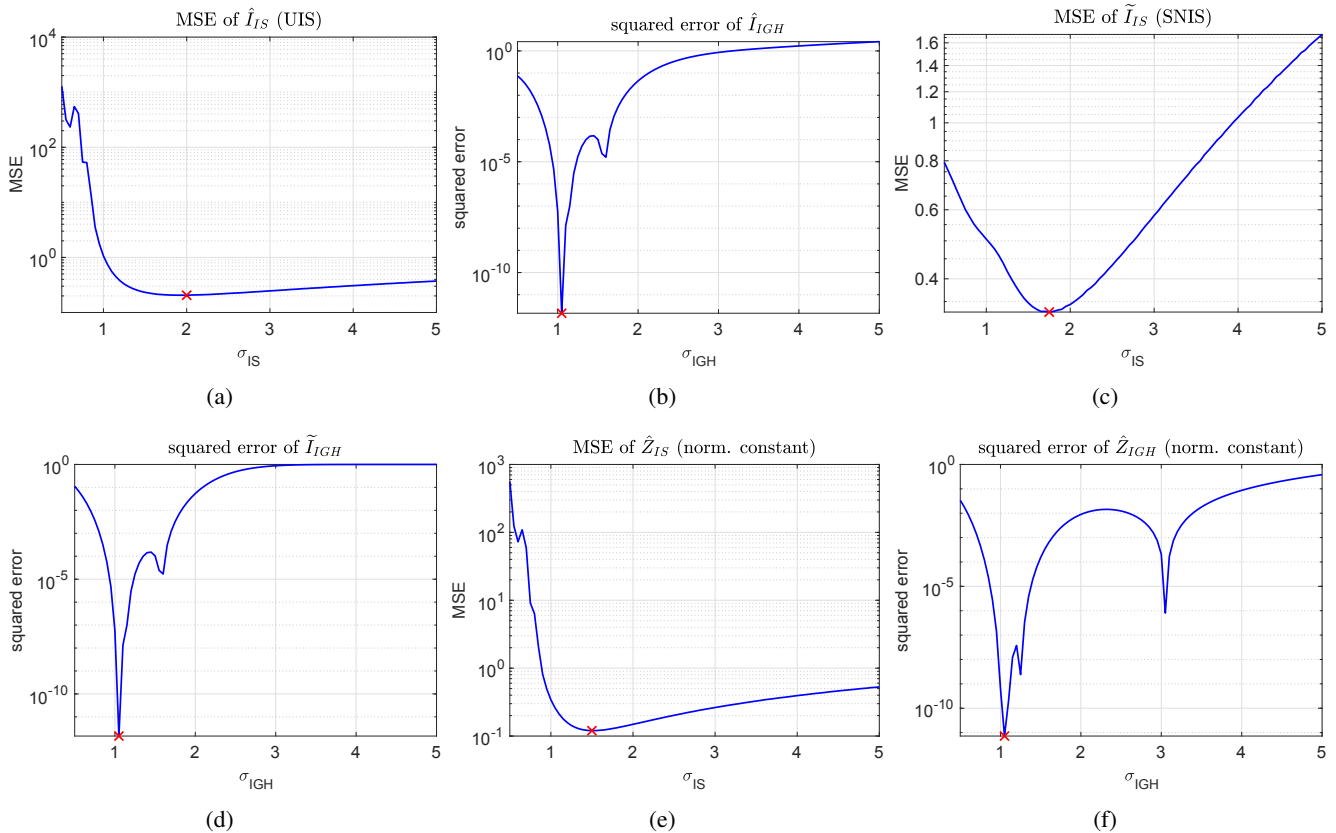 MSE of Î_IS (UIS)
10^4
10^2
10^0
MSE
1 2 3 4 5
σ_IS
(a)
squared error of Î_IGH
10^0
10^-5
10^-10
squared error
1 2 3 4 5
σ_IGH
(b)
MSE of Ĩ_IS (SNIS)
1.6
1.4
1.2
1
0.8
0.6
0.4
MSE
1 2 3 4 5
σ_IS
(c)
squared error of Ĩ_IGH
10^0
10^-5
10^-10
squared error
1 2 3 4 5
σ_IGH
(d)
MSE of Ẑ_IS (norm. constant)
10^3
10^2
10^1
10^0
10^-1
MSE
1 2 3 4 5
σ_IS
(e)
squared error of Ẑ_IGH (norm. constant)
10^0
10^-5
10^-10
squared error
1 2 3 4 5
σ_IGH
(f)